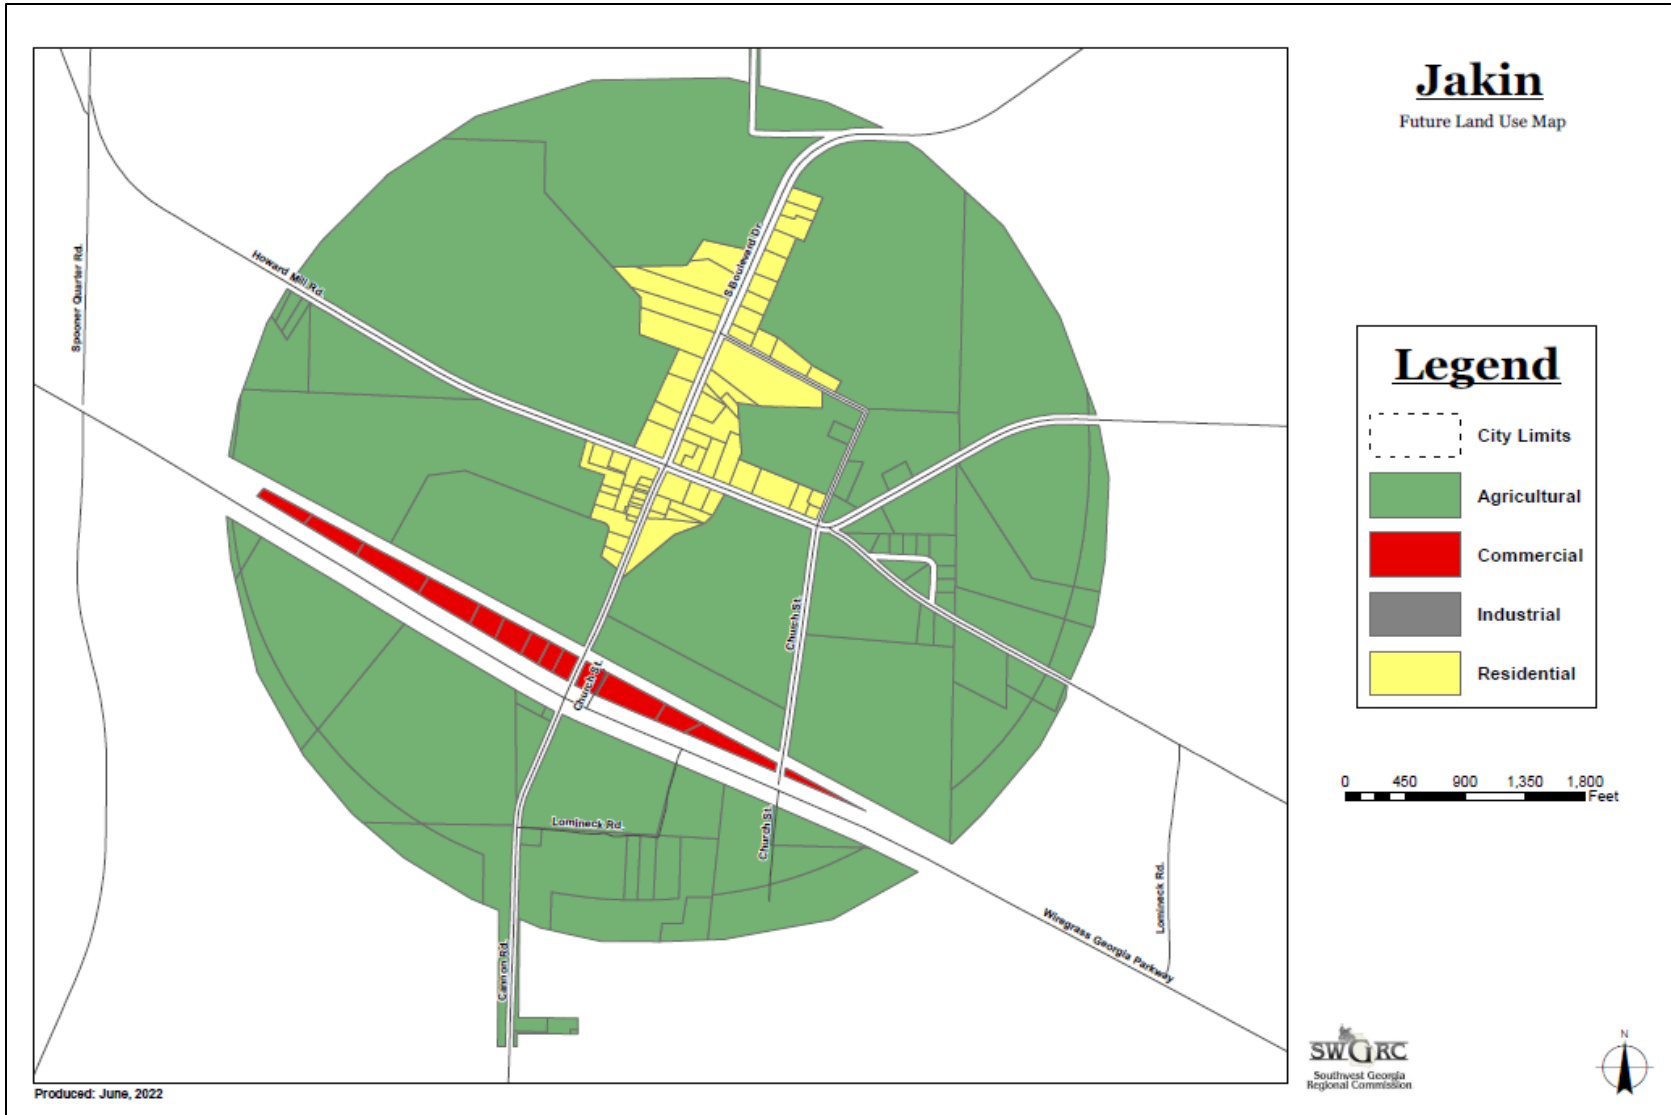 Jakin
Future Land Use Map
S Boulevard Dr.
Howard Mill Rd.
Spooner Quarter Rd.
Legend
City Limits
Agricultural
Commercial
Industrial
Residential
Church St.
Church St.
0 450 900 1,350 1,800
Feet
Lomineck Rd.
Church St.
Lomineck Rd.
Wiregrass Georgia Parkway
Cannon Rd.
N
SWGRC
Southwest Georgia
Regional Commission
Produced: June, 2022